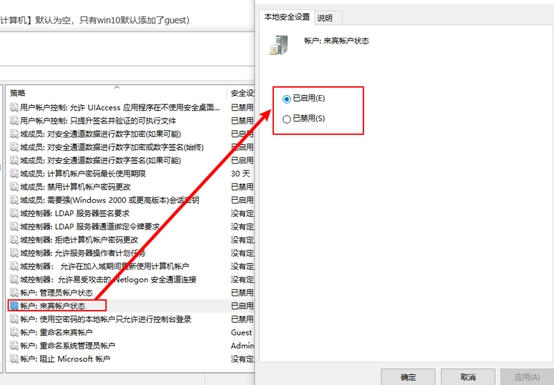 计算机】默认为空，只有win10默认添加了guest）
策略
安全设
用户帐户控制: 允许 UIAccess 应用程序在不使用安全桌面...
已禁用
用户帐户控制: 只提升签名并验证的可执行文件
已禁用
域成员: 对安全通道数据进行数字加密(如果可能)
已启用
域成员: 对安全通道数据进行数字加密或数字签名(始终)
已启用
域成员: 对安全通道数据进行数字签名(如果可能)
已启用
域成员: 计算机帐户密码最长使用期限
30 天
域成员: 禁用计算机帐户密码更改
已禁用
域成员: 需要强(Windows 2000 或更高版本)会话密钥
已启用
域控制器: LDAP 服务器签名要求
没有定
域控制器: LDAP 服务器通道绑定令牌要求
没有定
域控制器: 拒绝计算机帐户密码更改
没有定
域控制器: 允许服务器操作者计划任务
没有定
域控制器: 允许在加入域期间重新使用计算机帐户
没有定
域控制器: 允许易受攻击的 Netlogon 安全通道连接
没有定
帐户: 管理员帐户状态
已启用
帐户: 来宾帐户状态
已启用
帐户: 使用空密码的本地帐户只允许进行控制台登录
已启用
帐户: 重命名来宾帐户
Guest
帐户: 重命名系统管理员帐户
Admin
帐户: 阻止 Microsoft 帐户
没有定
本地安全设置
说明
帐户: 来宾帐户状态
已启用(E)
已禁用(S)
确定
取消
应用(A)